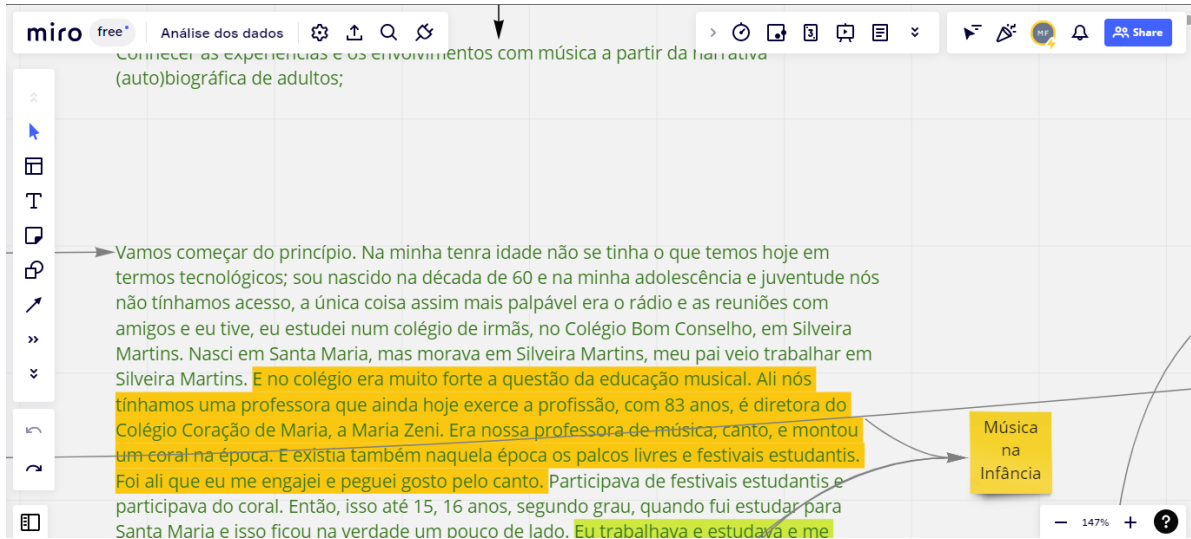 miro
free
Análise dos dados
3
MF
Share
Conhecer as experiências e os envolvimentos com música a partir da narrativa
(auto)biográfica de adultos;
Vamos começar do princípio. Na minha tenra idade não se tinha o que temos hoje em
termos tecnológicos; sou nascido na década de 60 e na minha adolescência e juventude nós
não tínhamos acesso, a única coisa assim mais palpável era o rádio e as reuniões com
amigos e eu tive, eu estudei num colégio de irmãs, no Colégio Bom Conselho, em Silveira
Martins. Nasci em Santa Maria, mas morava em Silveira Martins, meu pai veio trabalhar em
Silveira Martins. E no colégio era muito forte a questão da educação musical. Ali nós
tínhamos uma professora que ainda hoje exerce a profissão, com 83 anos, é diretora do
Colégio Coração de Maria, a Maria Zeni. Era nossa professora de música, canto, e montou
um coral na época. E existia também naquela época os palcos livres e festivais estudantis.
Foi ali que eu me engajei e peguei gosto pelo canto. Participava de festivais estudantis e
participava do coral. Então, isso até 15, 16 anos, segundo grau, quando fui estudar para
Santa Maria e isso ficou na verdade um pouco de lado. Eu trabalhava e estudava e me
Música
na
Infância
147%
?